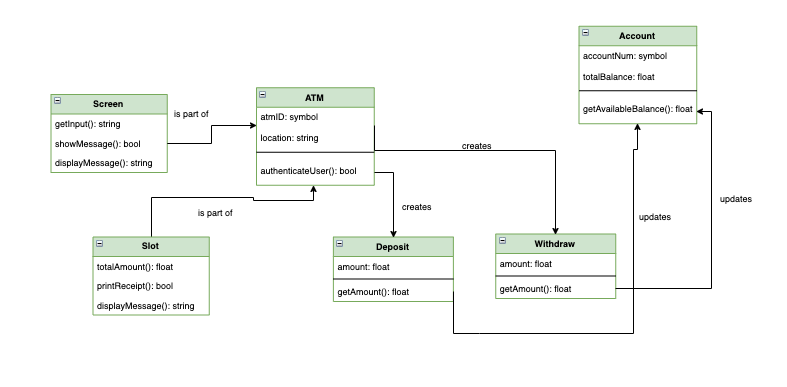 Account
accountNum: symbol
totalBalance: float
getAvailableBalance(): float
Screen
getInput(): string
showMessage(): bool
displayMessage(): string
is part of
ATM
atmID: symbol
location: string
authenticateUser(): bool
creates
creates
is part of
updates
updates
Slot
totalAmount(): float
printReceipt(): bool
displayMessage(): string
Deposit
amount: float
getAmount(): float
Withdraw
amount: float
getAmount(): float